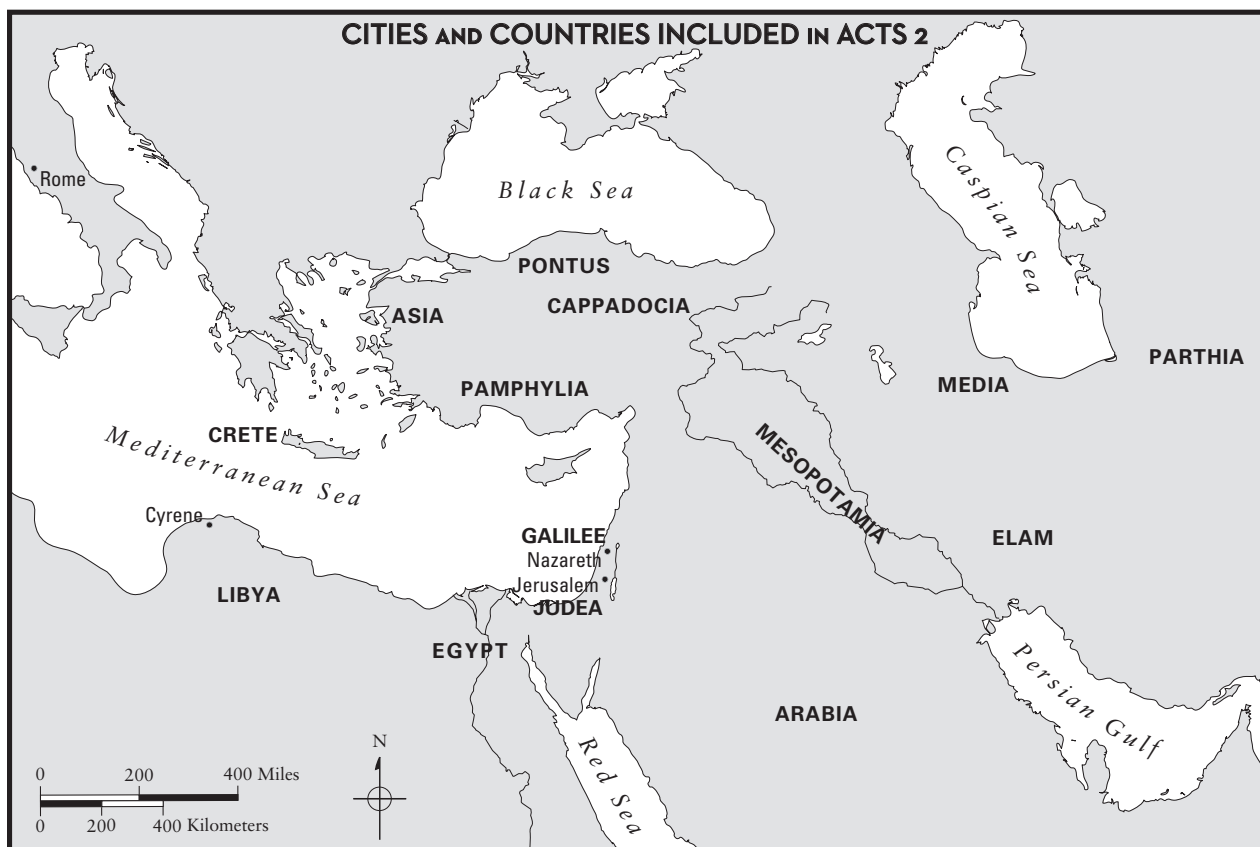 CITIES AND COUNTRIES INCLUDED IN ACTS 2
Rome
Black Sea
Caspian Sea
PONTUS
CAPPADOCIA
ASIA
PARTHIA
MEDIA
PAMPHYLIA
CRETE
Mediterranean Sea
MESOPOTAMIA
Cyrene
GALILEE
ELAM
Nazareth
Jerusalem
LIBYA
JUDEA
EGYPT
Persian Gulf
ARABIA
Red Sea
N
0 200 400 Miles
0 200 400 Kilometers